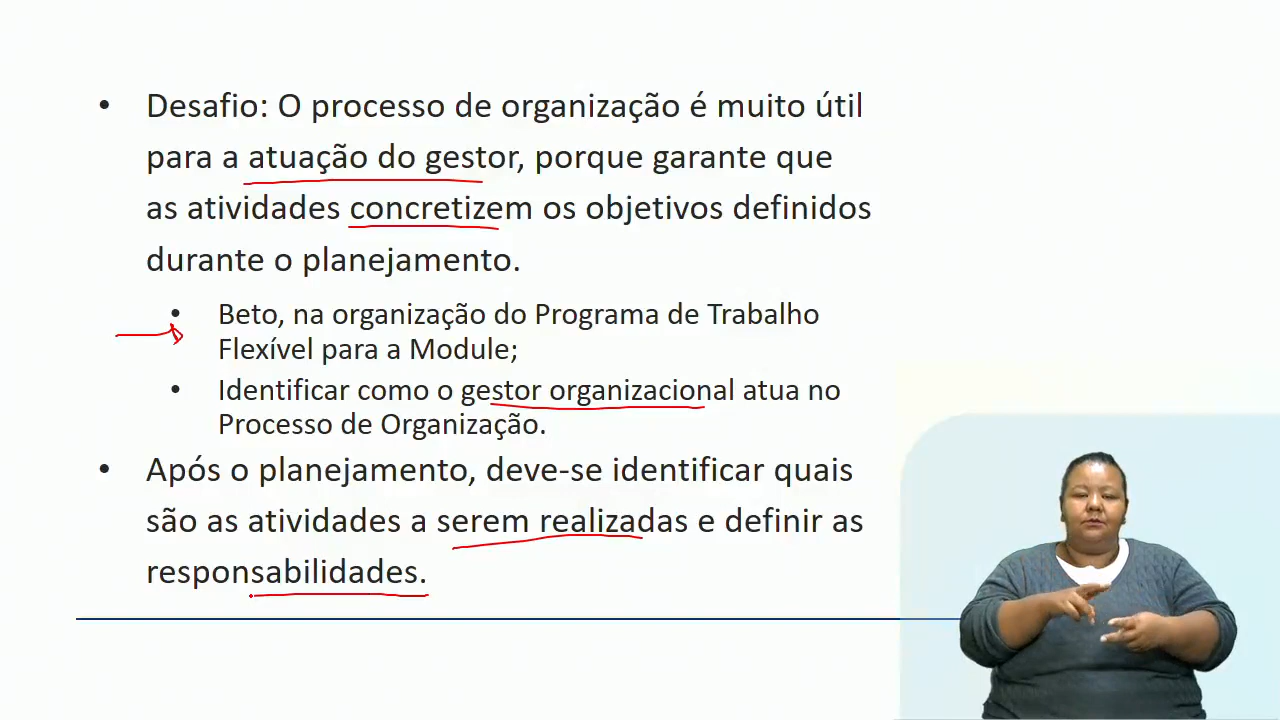 • Desafio: O processo de organização é muito útil
para a atuação do gestor, porque garante que
as atividades concretizem os objetivos definidos
durante o planejamento.
• Beto, na organização do Programa de Trabalho
Flexível para a Module;
• Identificar como o gestor organizacional atua no
Processo de Organização.
• Após o planejamento, deve-se identificar quais
são as atividades a serem realizadas e definir as
responsabilidades.